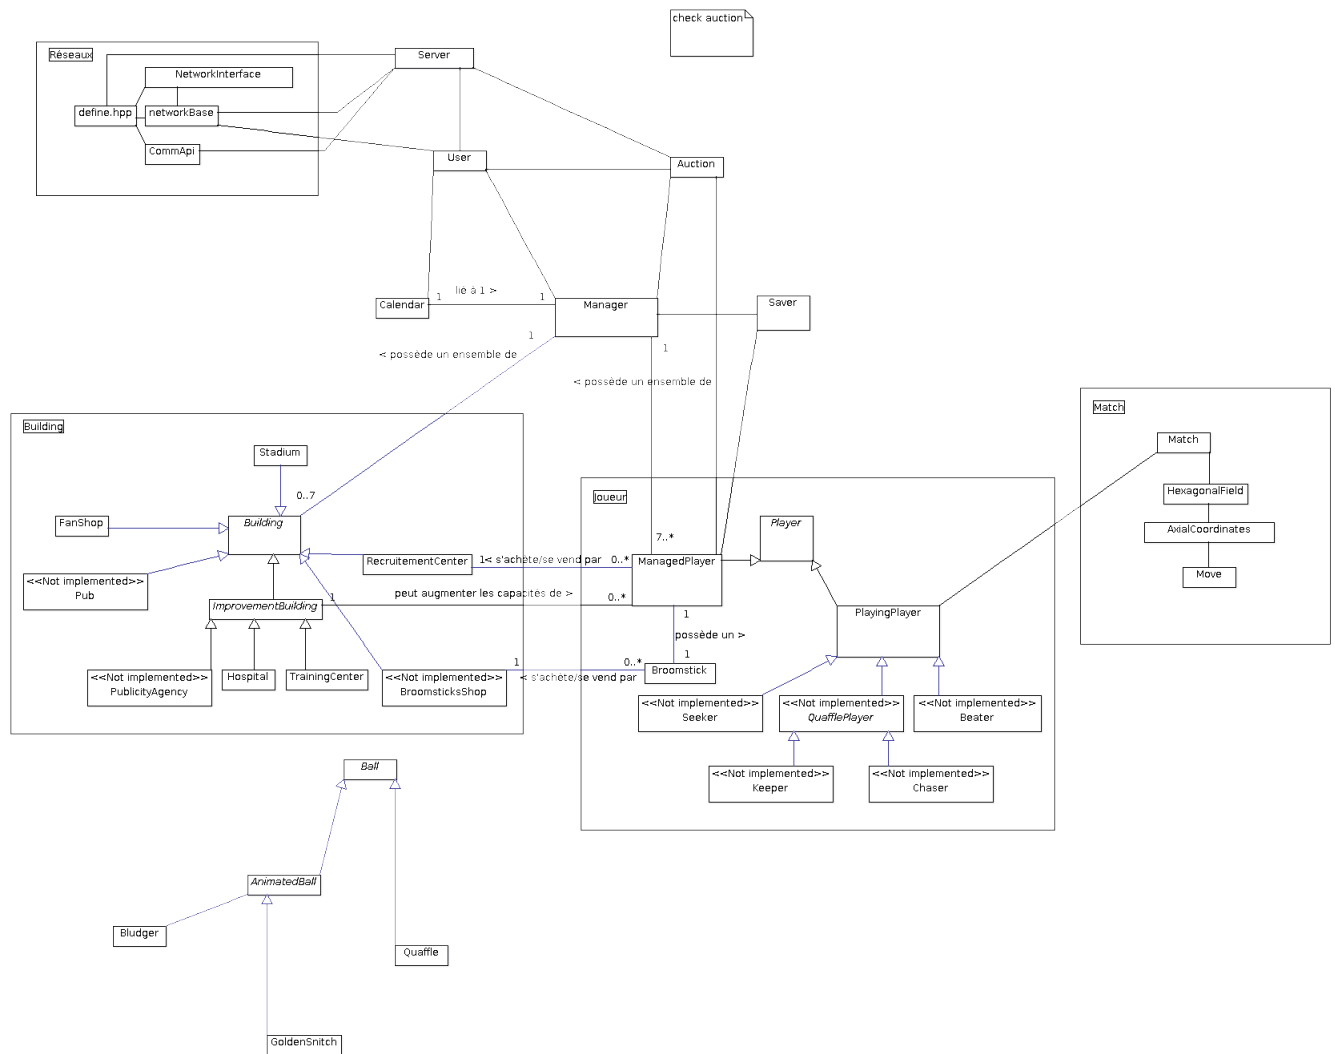 check auction
Réseaux
Server
NetworkInterface
define.hpp
networkBase
CommApi
User
Auction
lié à 1 >
Calendar
1
1
Manager
Saver
1
1
< possède un ensemble de
< possède un ensemble de
Match
Building
Match
Stadium
HexagonalField
0..7
Joueur
FanShop
Building
Player
AxialCoordinates
7..*
RecruitementCenter
1
< s'achète/se vend par
0..*
ManagedPlayer
Move
<<Not implemented>>
Pub
peut augmenter les capacités de >
0..*
ImprovementBuilding
1
1
PlayingPlayer
possède un >
1
<<Not implemented>>
PublicityAgency
Hospital
TrainingCenter
<<Not implemented>>
BroomsticksShop
1
0..*
< s'achète/se vend par
Broomstick
<<Not implemented>>
Seeker
<<Not implemented>>
QuafflePlayer
<<Not implemented>>
Beater
Ball
<<Not implemented>>
Keeper
<<Not implemented>>
Chaser
AnimatedBall
Bludger
Quaffle
GoldenSnitch